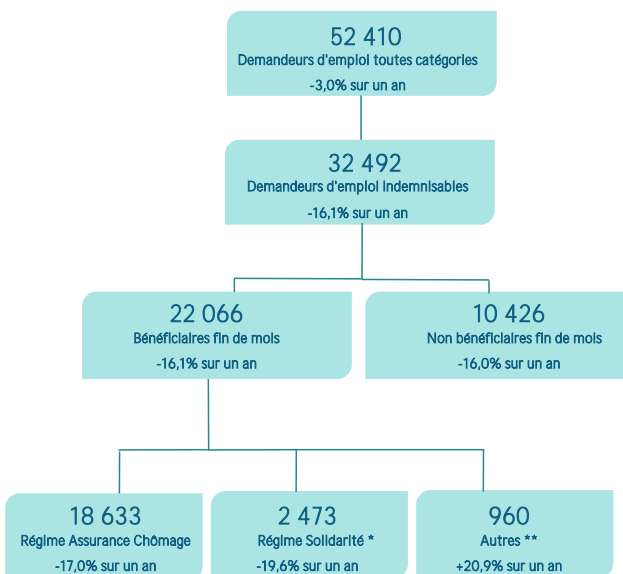 52 410
Demandeurs d'emploi toutes catégories
-3,0% sur un an
32 492
Demandeurs d'emploi indemnisables
-16,1% sur un an
22 066
Bénéficiaires fin de mois
-16,1% sur un an
10 426
Non bénéficiaires fin de mois
-16,0% sur un an
18 633
Régime Assurance Chômage
-17,0% sur un an
2 473
Régime Solidarité *
-19,6% sur un an
960
Autres **
+20,9% sur un an